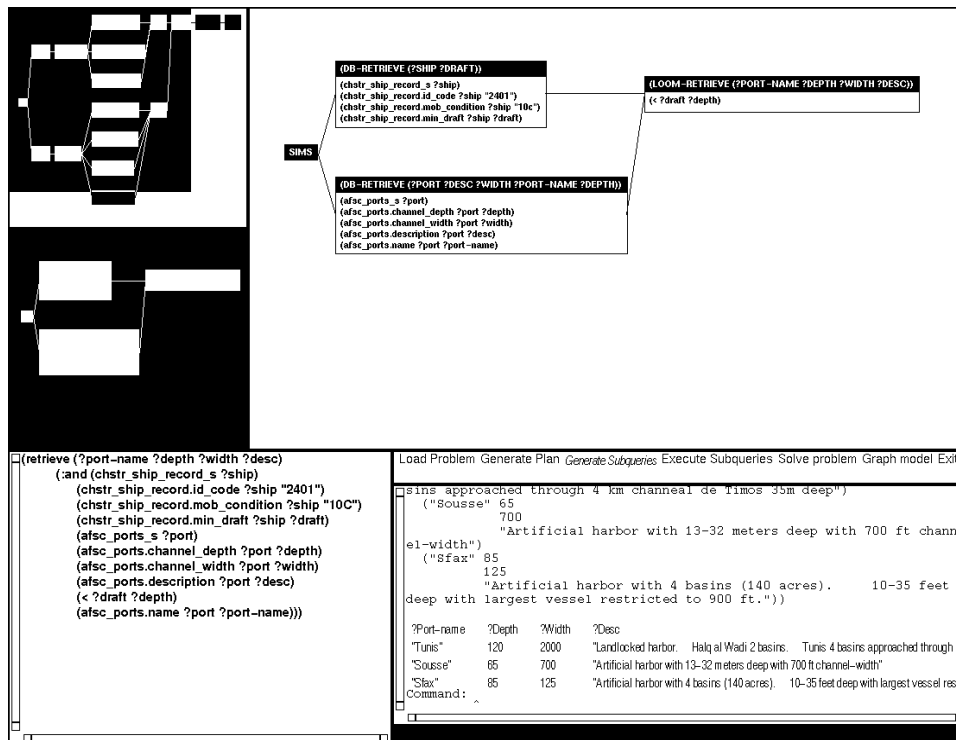 (DB-RETRIEVE (?SHIP ?DRAFT))
(chstr_ship_record_s ?ship)
(chstr_ship_record.id_code ?ship "2401")
(chstr_ship_record.mob_condition ?ship "10c")
(chstr_ship_record.min_draft ?ship ?draft)
(LOOM-RETRIEVE (?PORT-NAME ?DEPTH ?WIDTH ?DESC))
(< ?draft ?depth)
SIMS
(DB-RETRIEVE (?PORT ?DESC ?WIDTH ?PORT-NAME ?DEPTH))
(afsc_ports_s ?port)
(afsc_ports.channel_depth ?port ?depth)
(afsc_ports.channel_width ?port ?width)
(afsc_ports.description ?port ?desc)
(afsc_ports.name ?port ?port-name)
(retrieve (?port-name ?depth ?width ?desc)
(:and (chstr_ship_record_s ?ship)
(chstr_ship_record.id_code ?ship "2401")
(chstr_ship_record.mob_condition ?ship "10C")
(chstr_ship_record.min_draft ?ship ?draft)
(afsc_ports_s ?port)
(afsc_ports.channel_depth ?port ?depth)
(afsc_ports.channel_width ?port ?width)
(afsc_ports.description ?port ?desc)
(< ?draft ?depth)
(afsc_ports.name ?port ?port-name)))
Load Problem Generate Plan Generate Subqueries Execute Subqueries Solve problem Graph model Exit
sins approached through 4 km channeal de Timos 35m deep")
("Sousse" 65
700
"Artificial harbor with 13-32 meters deep with 700 ft chann
el-width")
("Sfax" 85
125
"Artificial harbor with 4 basins (140 acres). 10-35 feet
deep with largest vessel restricted to 900 ft."))
?Port-name ?Depth ?Width ?Desc
"Tunis" 120 2000 "Landlocked harbor. Halq al Wadi 2 basins. Tunis 4 basins approached through
"Sousse" 65 700 "Artificial harbor with 13-32 meters deep with 700 ft channel-width"
"Sfax" 85 125 "Artificial harbor with 4 basins (140 acres). 10-35 feet deep with largest vessel res
Command: